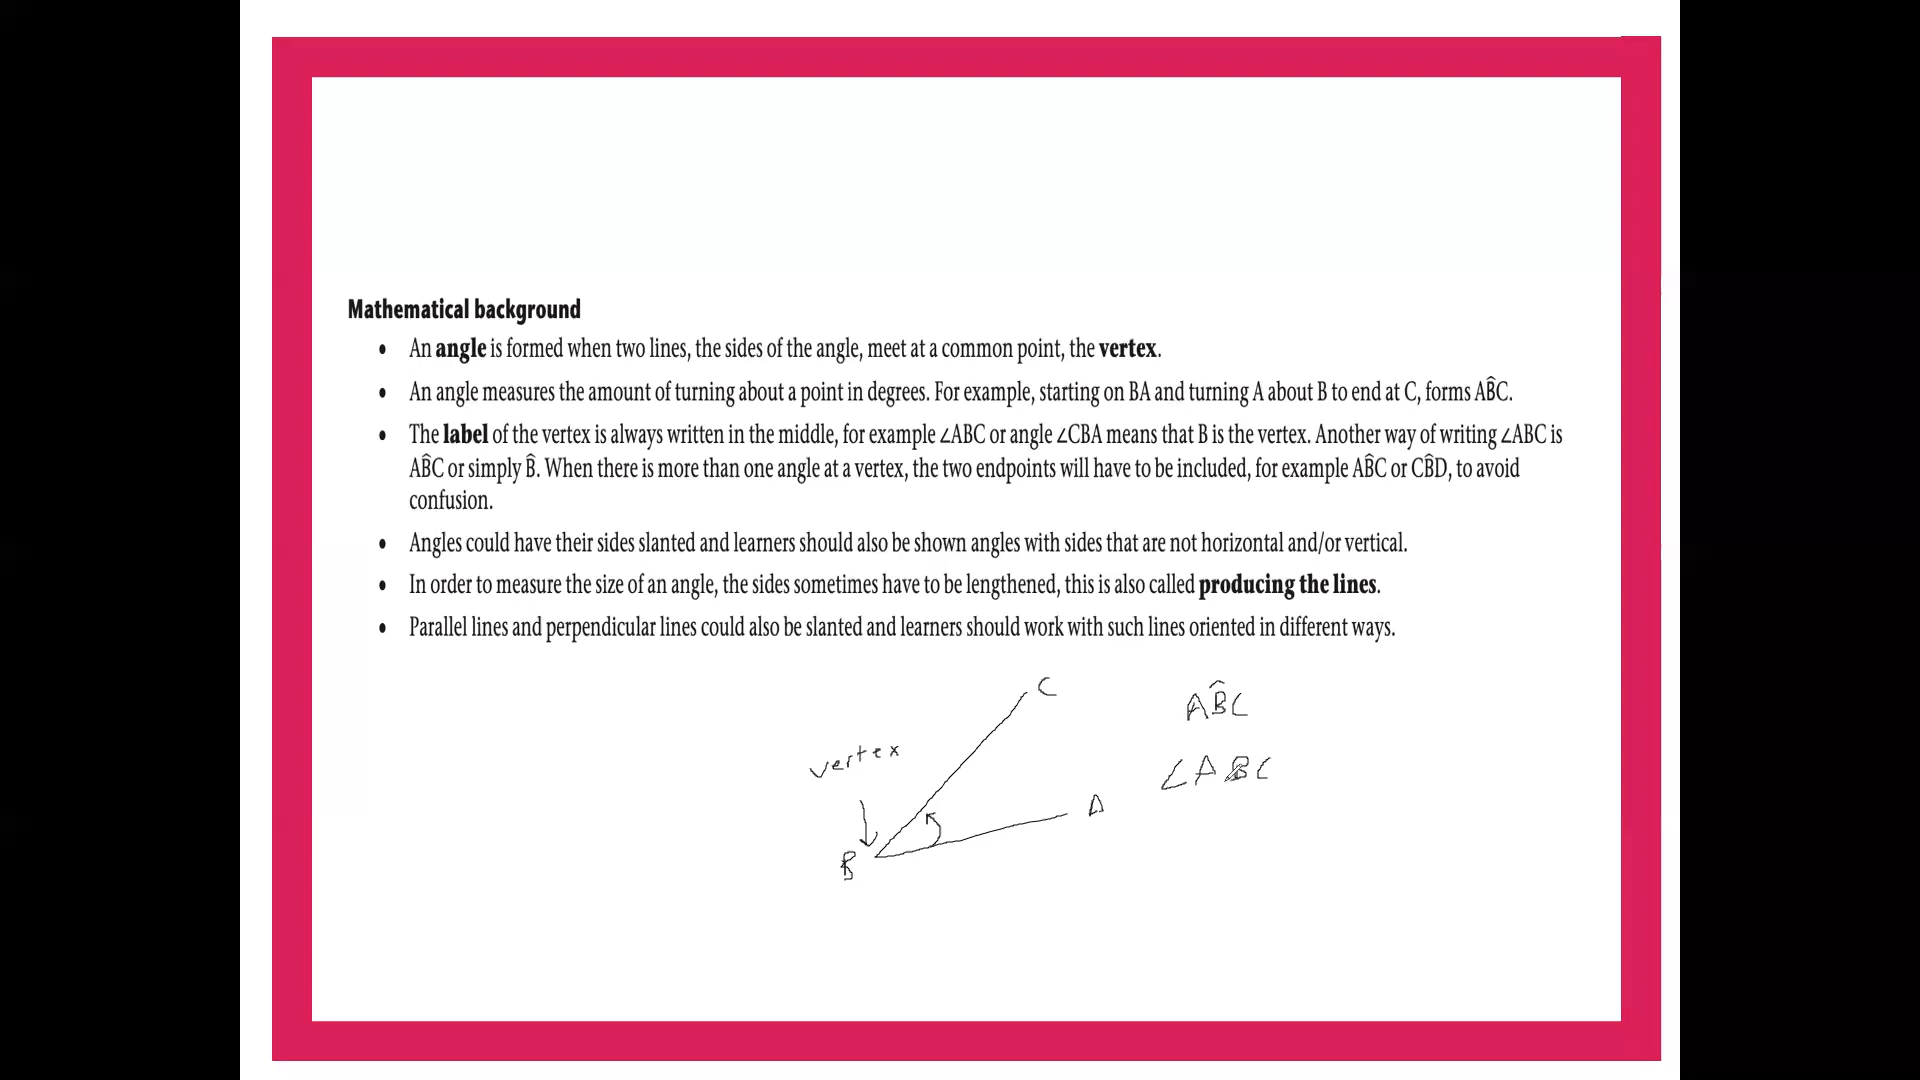 Mathematical background
• An angle is formed when two lines, the sides of the angle, meet at a common point, the vertex.
• An angle measures the amount of turning about a point in degrees. For example, starting on BA and turning A about B to end at C, forms AB̂C.
• The label of the vertex is always written in the middle, for example ∠ABC or angle ∠CBA means that B is the vertex. Another way of writing ∠ABC is
AB̂C or simply B̂. When there is more than one angle at a vertex, the two endpoints will have to be included, for example AB̂C or CB̂D, to avoid
confusion.
• Angles could have their sides slanted and learners should also be shown angles with sides that are not horizontal and/or vertical.
• In order to measure the size of an angle, the sides sometimes have to be lengthened, this is also called producing the lines.
• Parallel lines and perpendicular lines could also be slanted and learners should work with such lines oriented in different ways.
C
AB̂C
vertex
∠ABC
A
B